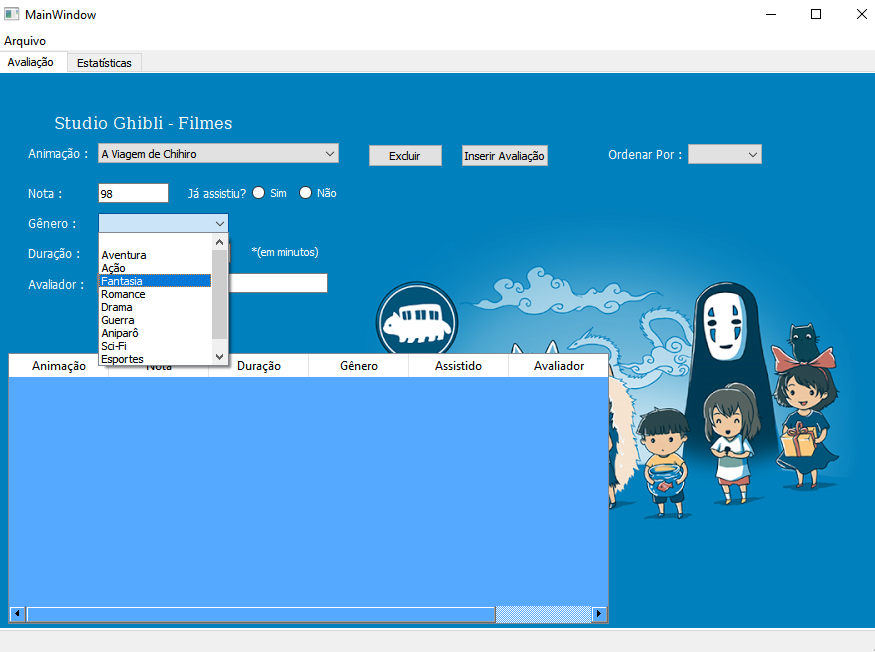 MainWindow
Arquivo
Avaliação Estatísticas
Studio Ghibli - Filmes
Animação : A Viagem de Chihiro Excluir Inserir Avaliação Ordenar Por :
Nota : 98 Já assistiu? Sim Não
Gênero :
Duração : *(em minutos)
Avaliador :
Aventura
Ação
Fantasia
Romance
Drama
Guerra
Aniparô
Sci-Fi
Esportes
Animação Nota Duração Gênero Assistido Avaliador